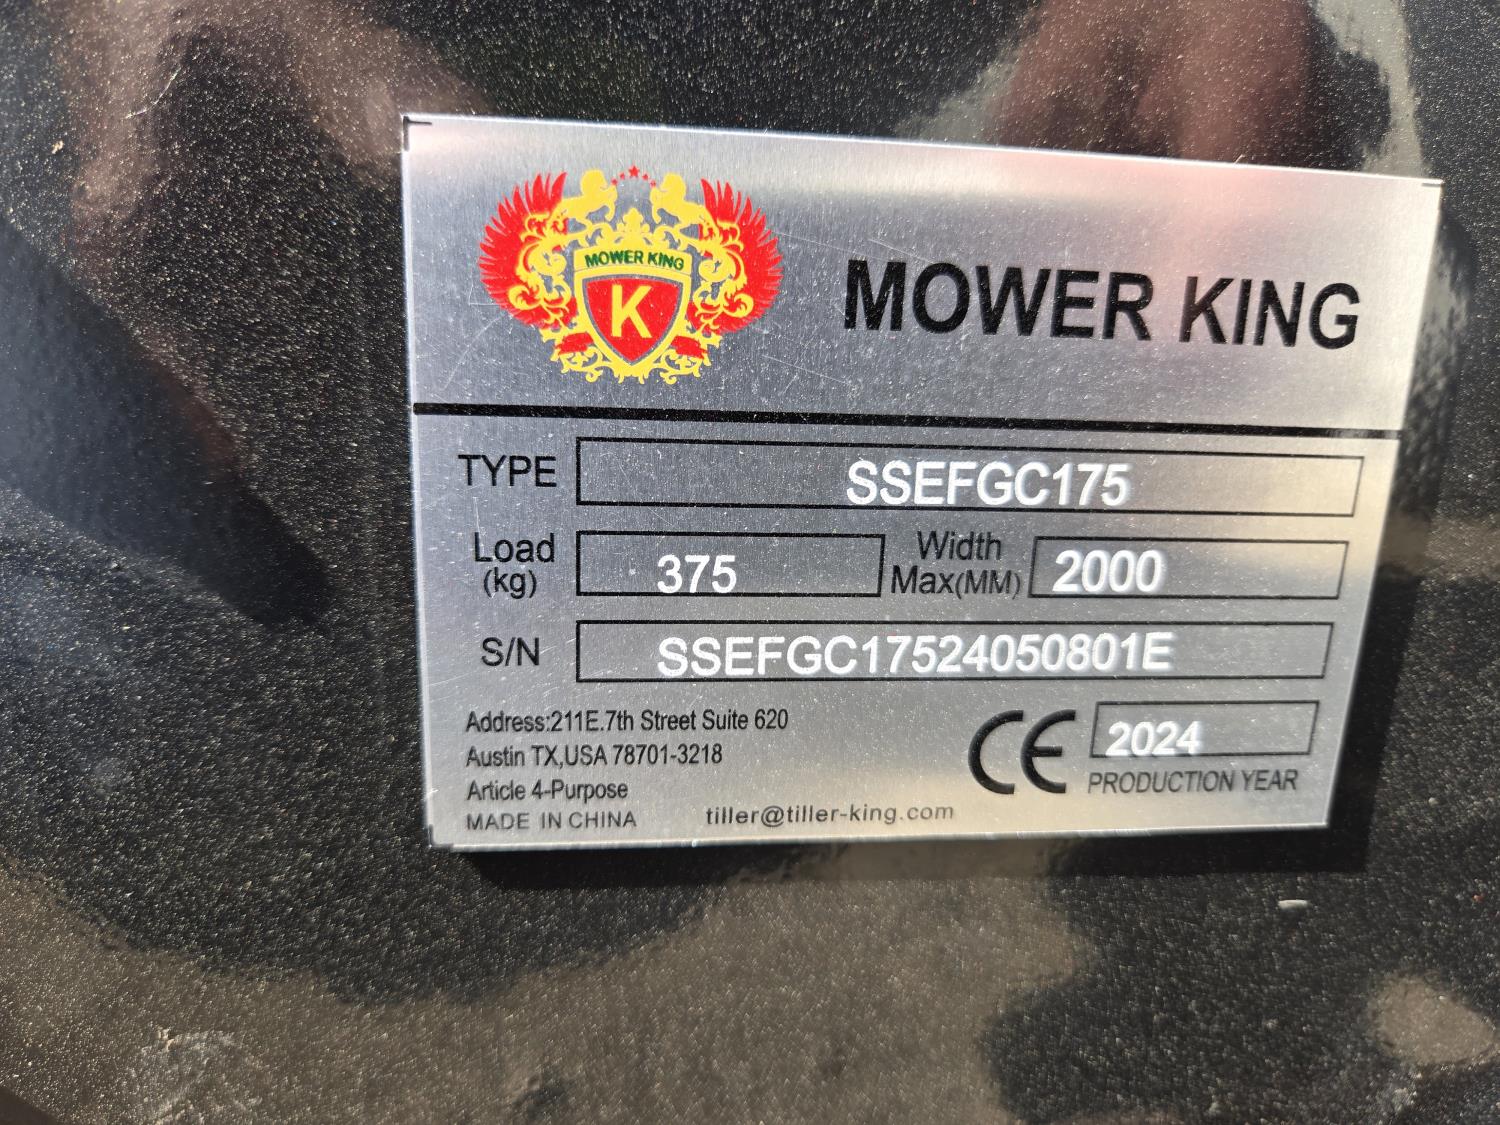 MOWER KING
K
MOWER KING
TYPE SSEFGC175
Load (kg) 375 Width Max(MM) 2000
S/N SSEFGC17524050801E
Address:211E.7th Street Suite 620
Austin TX,USA 78701-3218
Article 4-Purpose
MADE IN CHINA tiller@tiller-king.com
CE 2024
PRODUCTION YEAR